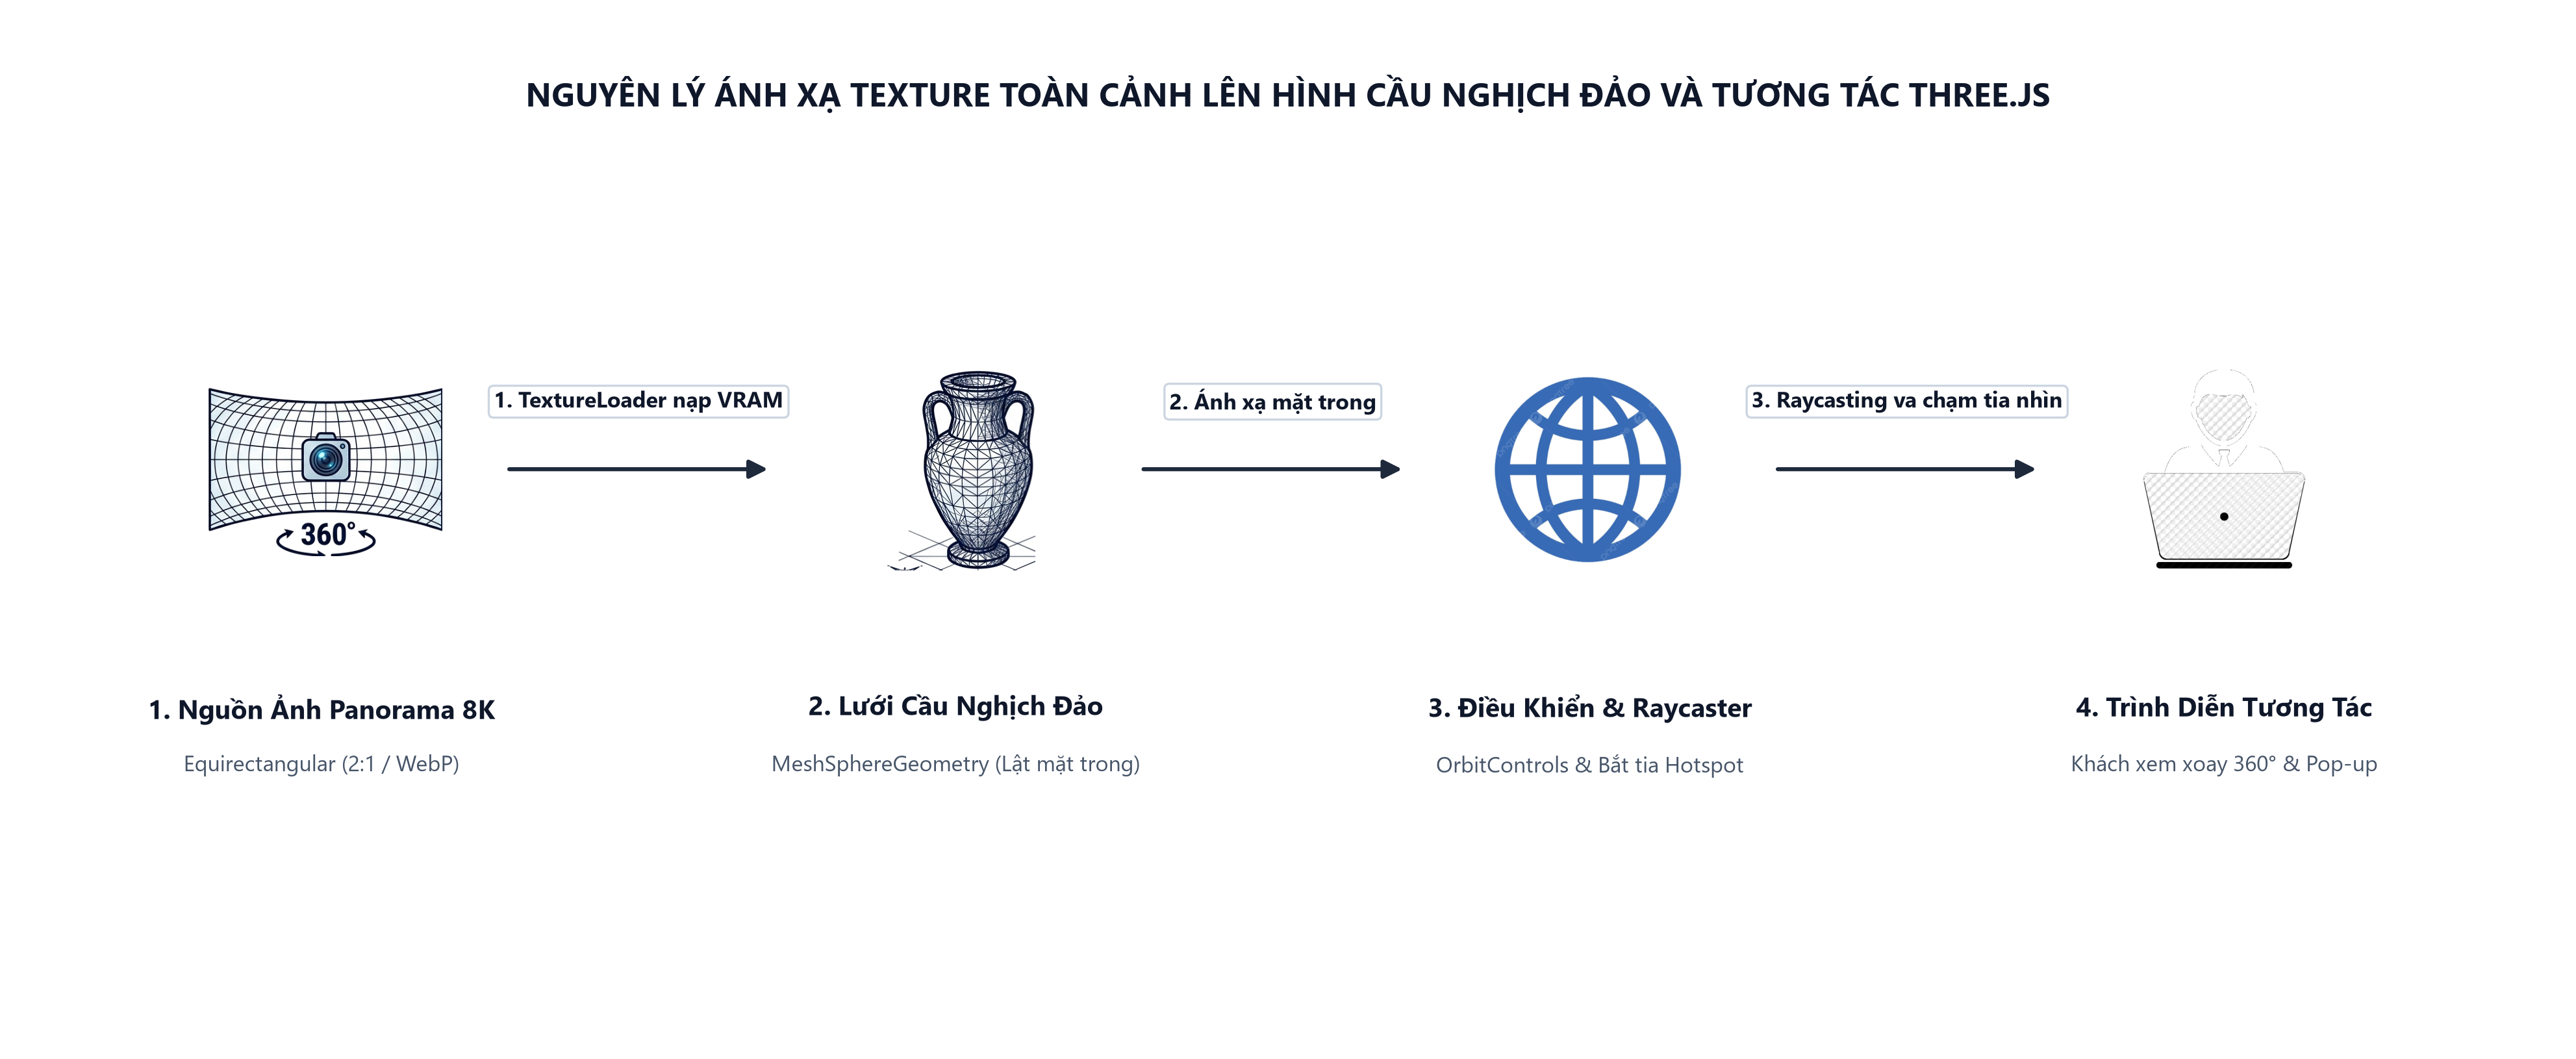 NGUYÊN LÝ ÁNH XẠ TEXTURE TOÀN CẢNH LÊN HÌNH CẦU NGHỊCH ĐẢO VÀ TƯƠNG TÁC THREE.JS
1. TextureLoader nạp VRAM
2. Ánh xạ mặt trong
3. Raycasting va chạm tia nhìn
360°
1. Nguồn Ảnh Panorama 8K
2. Lưới Cầu Nghịch Đảo
3. Điều Khiển & Raycaster
4. Trình Diễn Tương Tác
Equirectangular (2:1 / WebP)
MeshSphereGeometry (Lật mặt trong)
OrbitControls & Bắt tia Hotspot
Khách xem xoay 360° & Pop-up